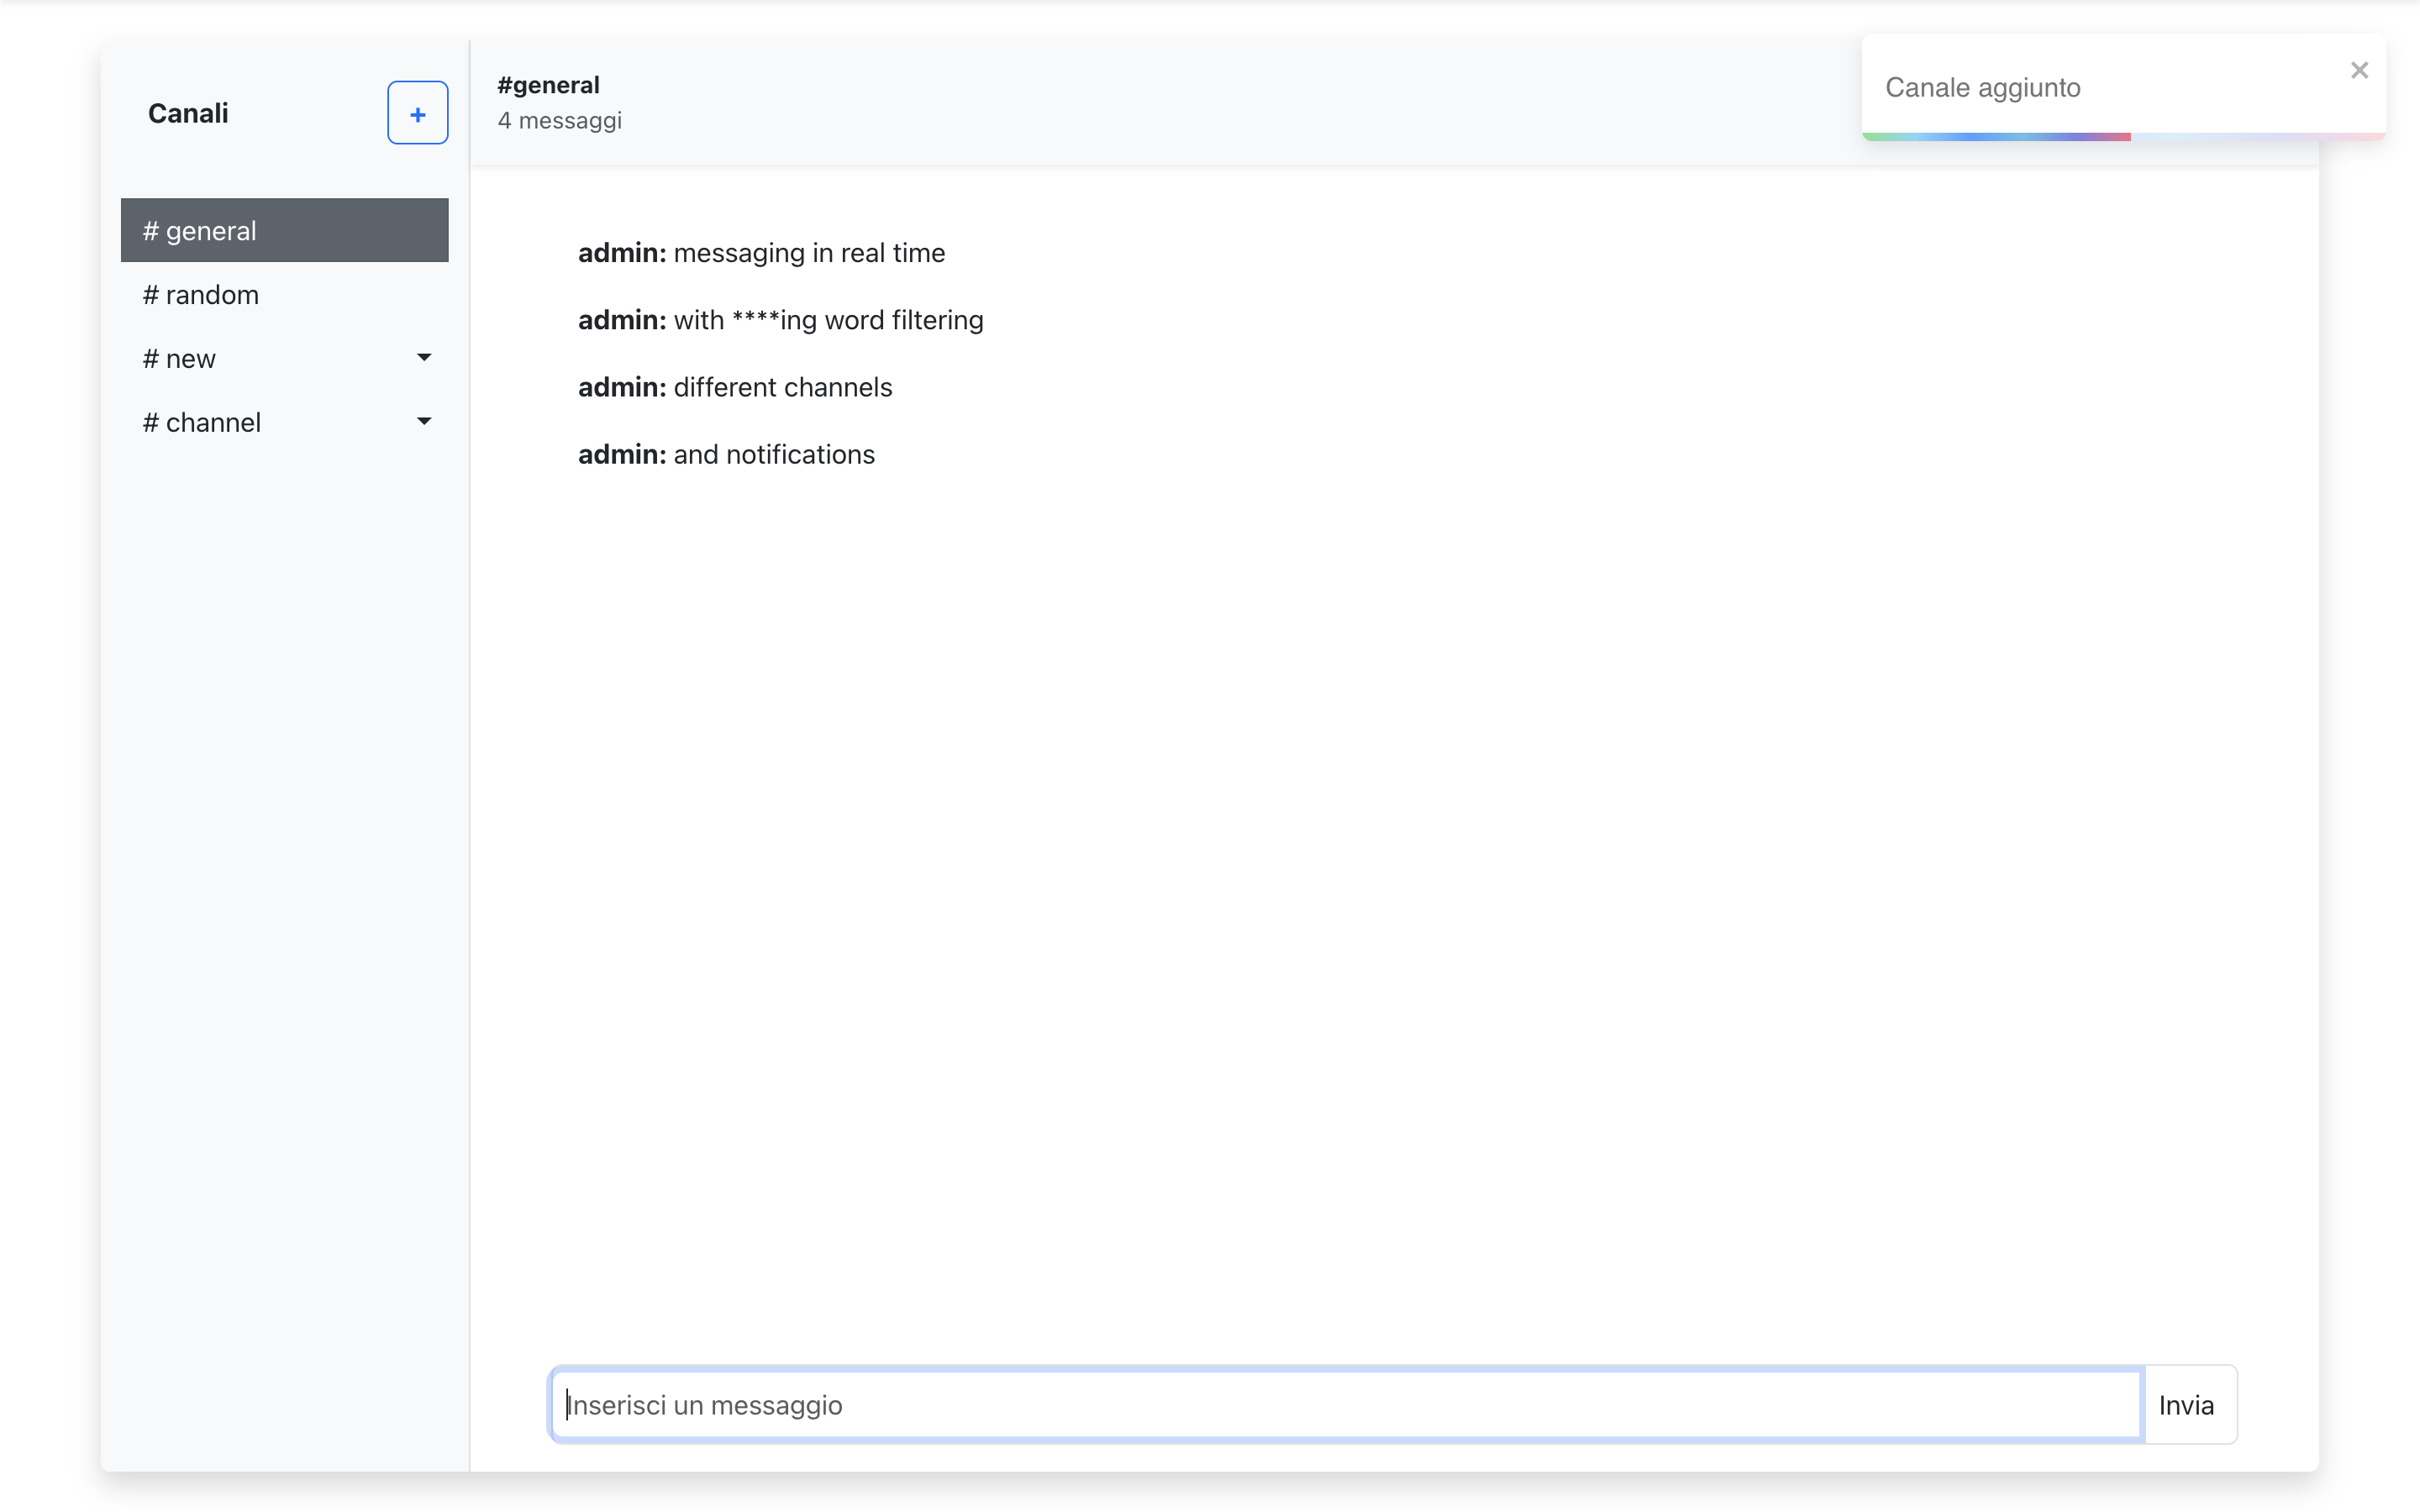 Canali
+
# general
# random
# new
# channel
#general
4 messaggi
Canale aggiunto
admin: messaging in real time
admin: with ****ing word filtering
admin: different channels
admin: and notifications
Inserisci un messaggio
Invia